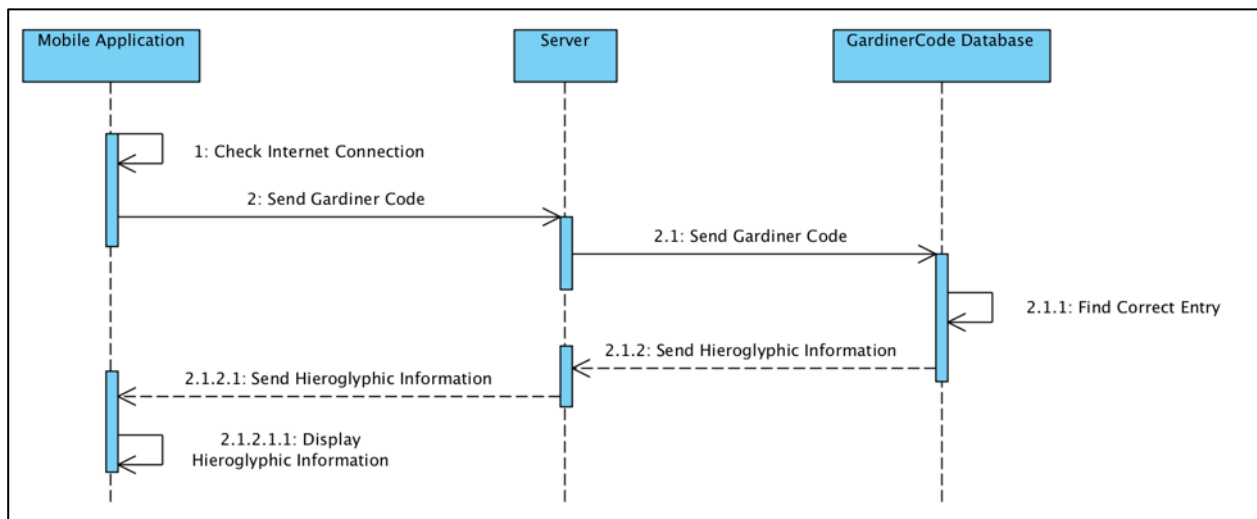 Mobile Application
Server
GardinerCode Database
1: Check Internet Connection
2: Send Gardiner Code
2.1: Send Gardiner Code
2.1.1: Find Correct Entry
2.1.2: Send Hieroglyphic Information
2.1.2.1: Send Hieroglyphic Information
2.1.2.1.1: Display
Hieroglyphic Information